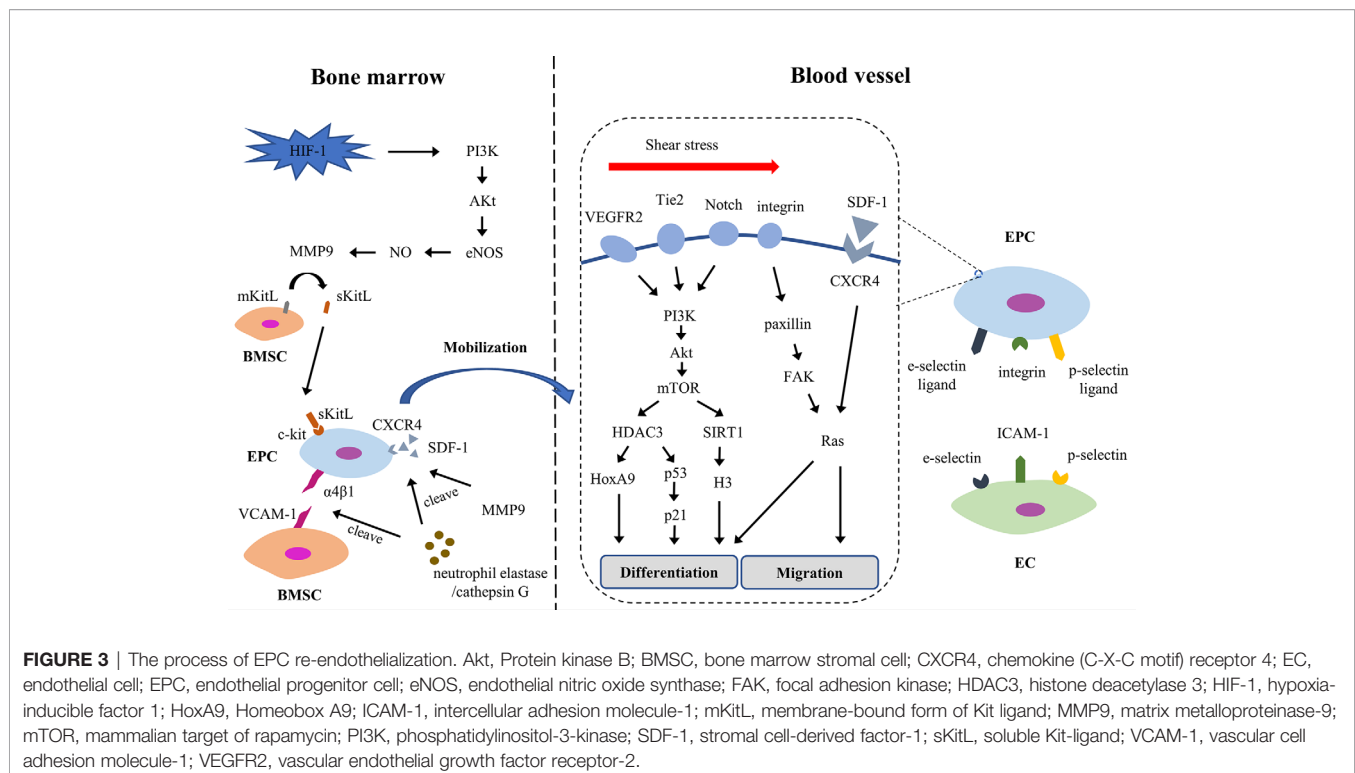 Bone marrow
HIF-1
PI3K
AKt
eNOS
NO
MMP9
mKitL
sKitL
BMSC
Mobilization
sKitL
c-kit
CXCR4
SDF-1
EPC
α4β1
VCAM-1
cleave
cleave
MMP9
neutrophil elastase
/cathepsin G
BMSC
Blood vessel
Shear stress
VEGFR2
Tie2
Notch
integrin
SDF-1
CXCR4
PI3K
Akt
mTOR
paxillin
FAK
HDAC3
SIRT1
Ras
HoxA9
p53
H3
p21
Differentiation
Migration
EPC
e-selectin
ligand
integrin
p-selectin
ligand
ICAM-1
e-selectin
p-selectin
EC
FIGURE 3 | The process of EPC re-endothelialization. Akt, Protein kinase B; BMSC, bone marrow stromal cell; CXCR4, chemokine (C-X-C motif) receptor 4; EC,
endothelial cell; EPC, endothelial progenitor cell; eNOS, endothelial nitric oxide synthase; FAK, focal adhesion kinase; HDAC3, histone deacetylase 3; HIF-1, hypoxia-
inducible factor 1; HoxA9, Homeobox A9; ICAM-1, intercellular adhesion molecule-1; mKitL, membrane-bound form of Kit ligand; MMP9, matrix metalloproteinase-9;
mTOR, mammalian target of rapamycin; PI3K, phosphatidylinositol-3-kinase; SDF-1, stromal cell-derived factor-1; sKitL, soluble Kit-ligand; VCAM-1, vascular cell
adhesion molecule-1; VEGFR2, vascular endothelial growth factor receptor-2.